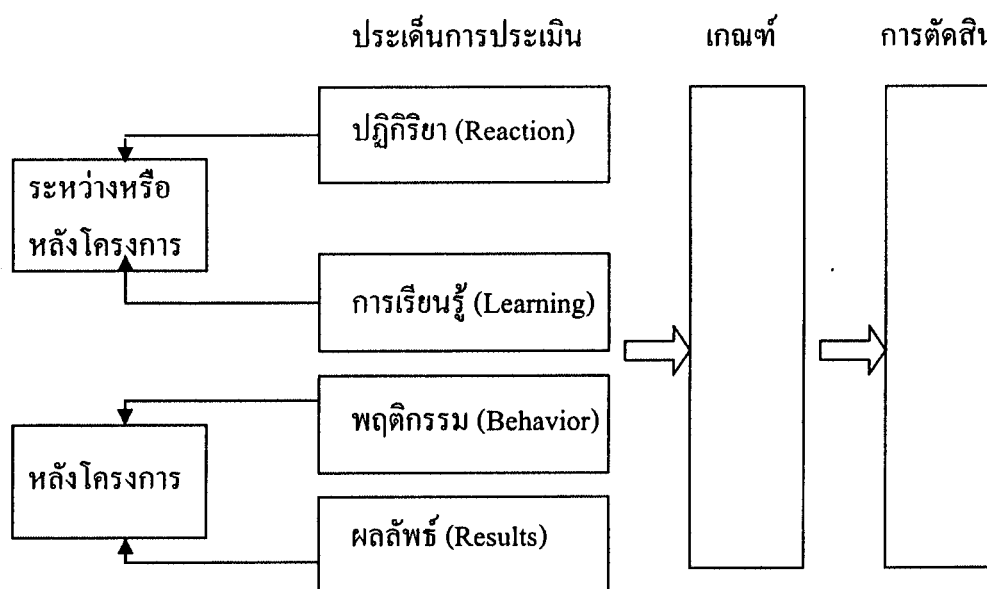 ประเด็นการประเมิน
เกณฑ์
การตัดสิน
ปฏิกิริยา (Reaction)
ระหว่างหรือ
หลังโครงการ
การเรียนรู้ (Learning)
พฤติกรรม (Behavior)
หลังโครงการ
ผลลัพธ์ (Results)